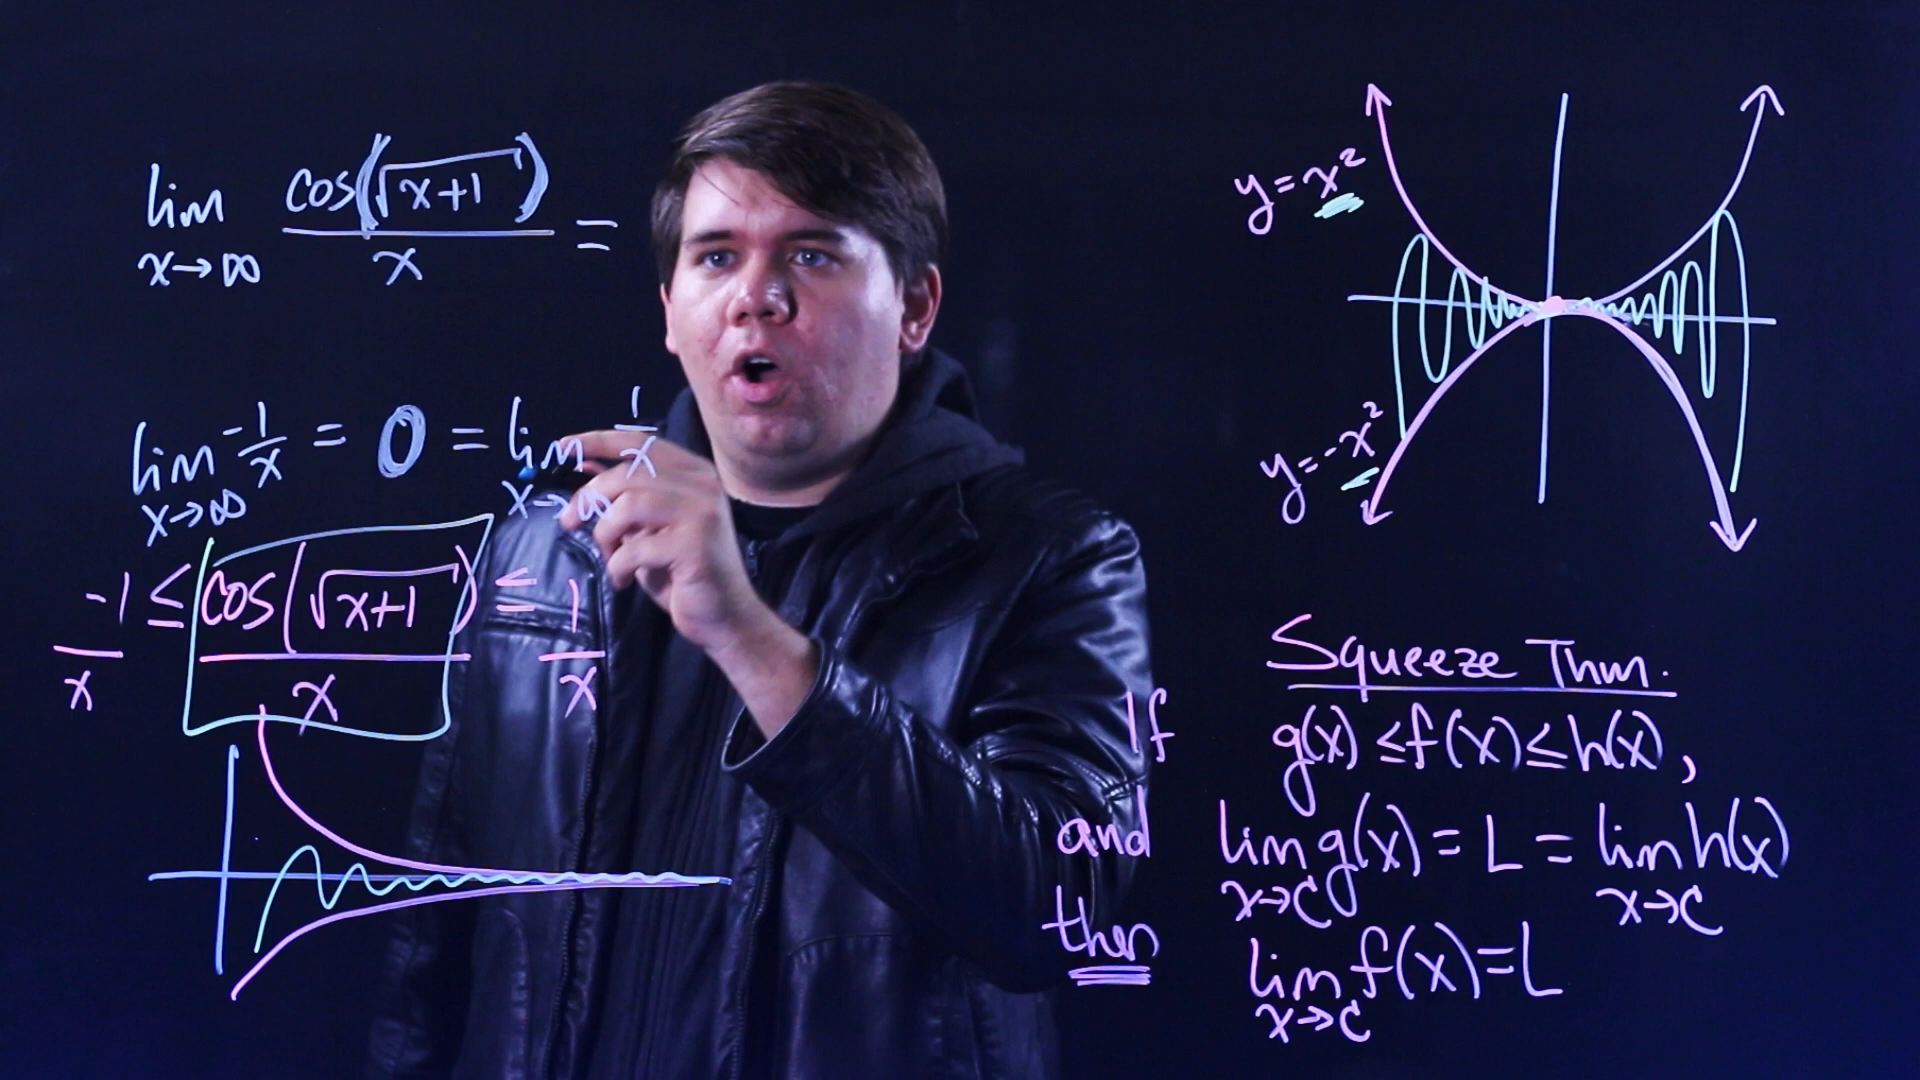 lim x→∞ cos(√x+1) / x =
lim x→∞ -1/x = 0 = lim x→∞ 1/x
-1/x ≤ cos(√x+1) / x ≤ 1/x
y=x²
y=-x²
Squeeze Thm.
If g(x) ≤ f(x) ≤ h(x),
and lim x→c g(x) = L = lim x→c h(x)
then lim x→c f(x) = L